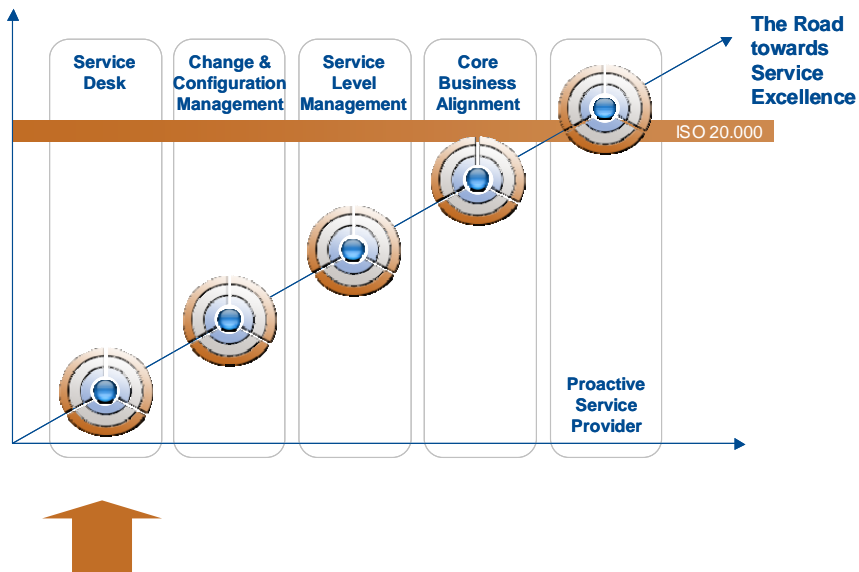 Service
Desk
Change &
Configuration
Management
Service
Level
Management
Core
Business
Alignment
The Road
towards
Service
Excellence
ISO 20.000
Proactive
Service
Provider